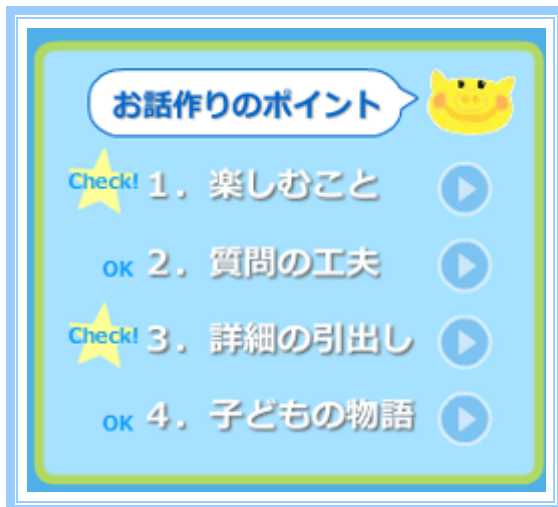 お話作りのポイント
Check! 1. 楽しむこと
OK 2. 質問の工夫
Check! 3. 詳細の引出し
OK 4. 子どもの物語